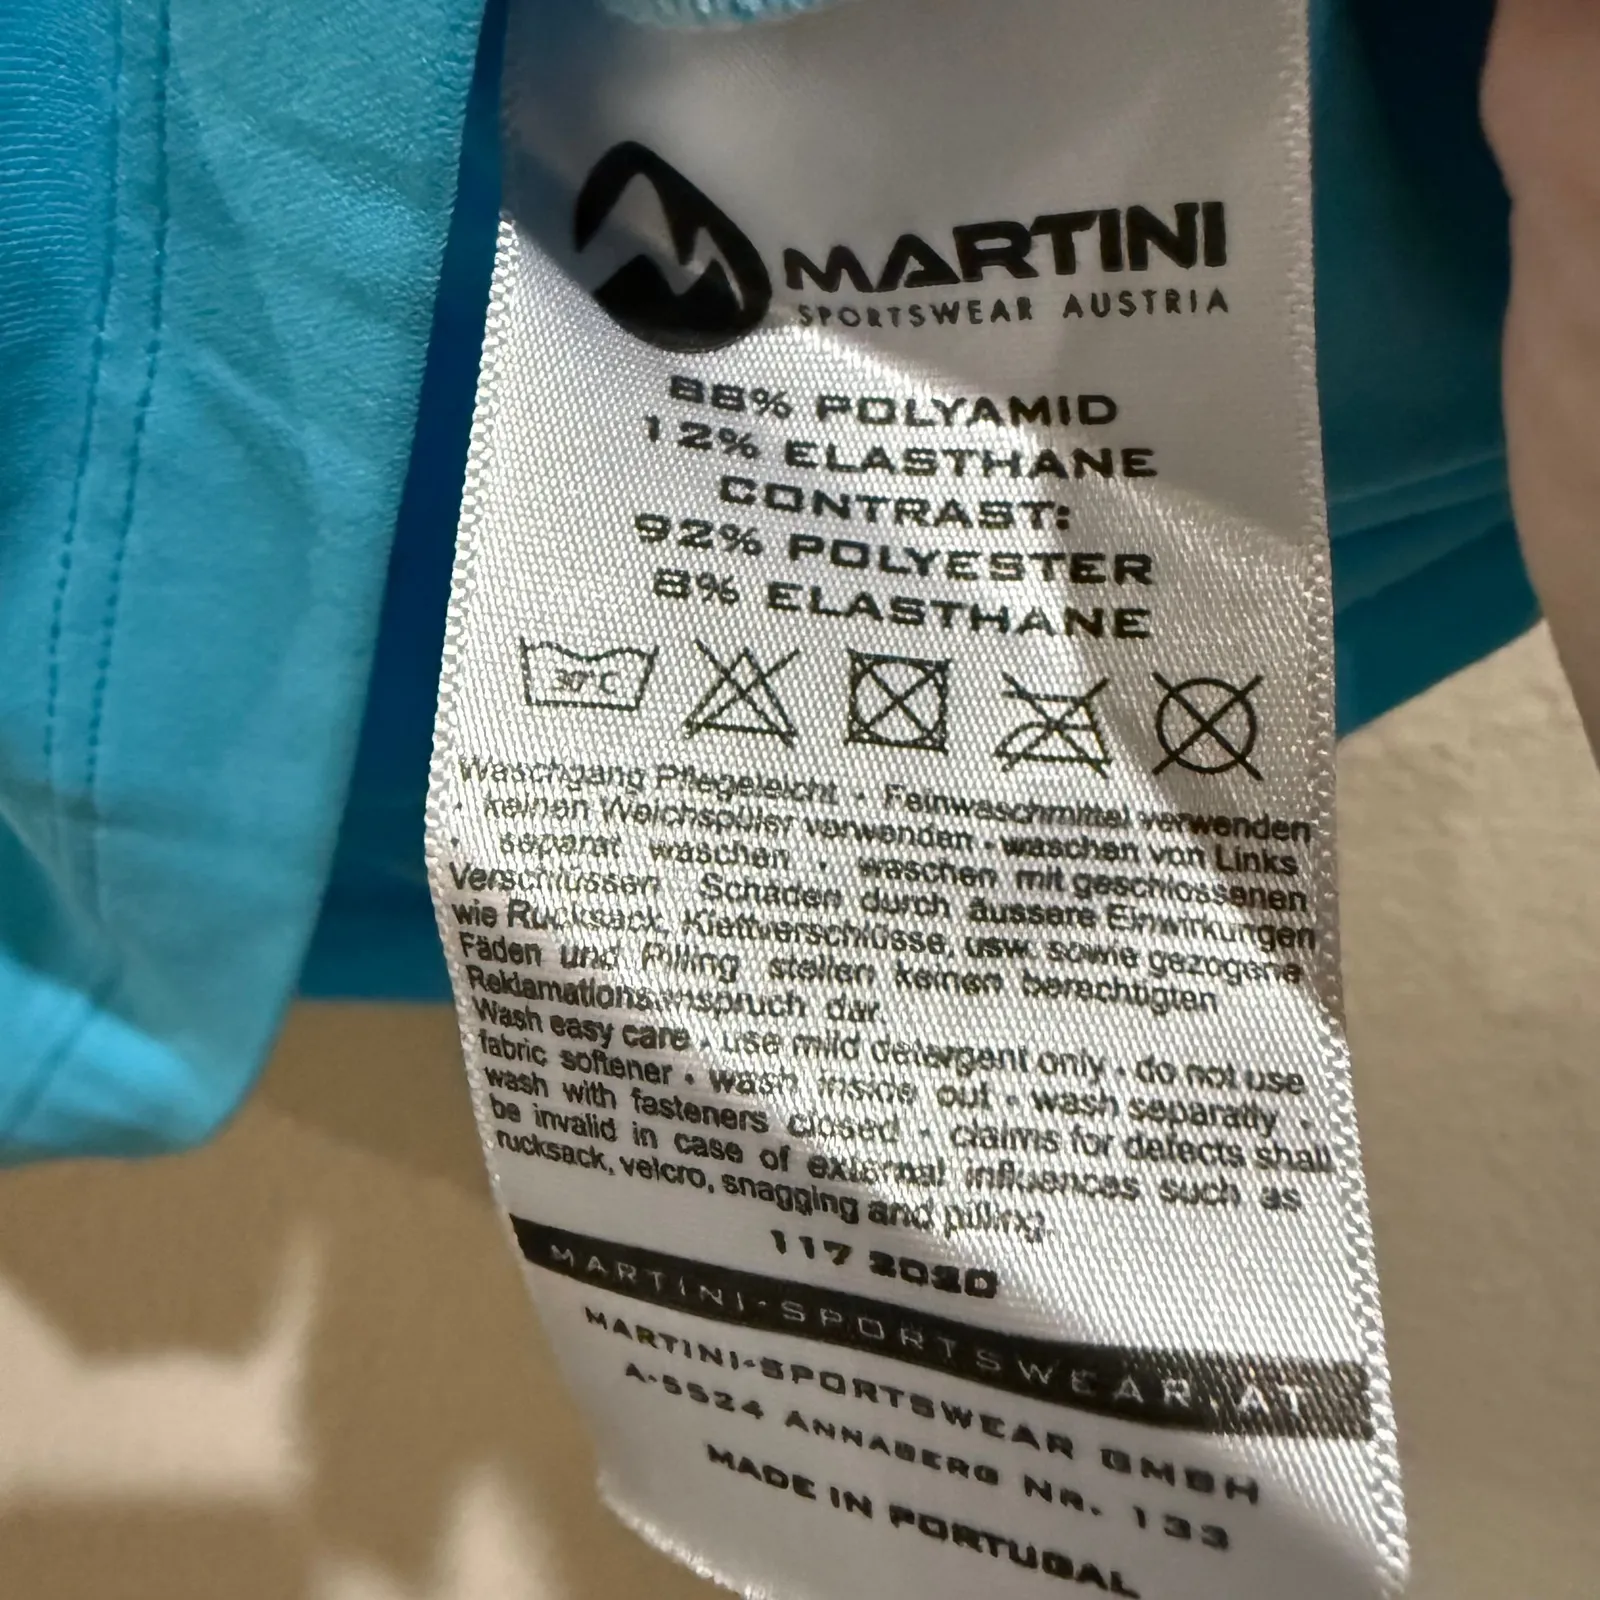 MARTINI
SPORTSWEAR AUSTRIA
88% POLYAMID
12% ELASTHANE
CONTRAST:
92% POLYESTER
8% ELASTHANE
30°C
Waschgang Pflegeleicht • Feinwaschmittel verwenden
• keinen Weichspüler verwenden • waschen von Links
• separat waschen • waschen mit geschlossenen
Verschlüssen Schäden durch äussere Einwirkungen
wie Rucksack, Klettverschlüsse, usw. sowie gezogene
Fäden und Pilling stellen keinen berechtigten
Reklamationsanspruch dar.
Wash easy care • use mild detergent only • do not use
fabric softener • wash inside out • wash separatly •
wash with fasteners closed • claims for defects shall
be invalid in case of external influences such as
rucksack, velcro, snagging and pilling.
117 2020
MARTINI-SPORTSWEAR.AT
MARTINI-SPORTSWEAR GMBH
A-5524 ANNABERG NR. 133
MADE IN PORTUGAL